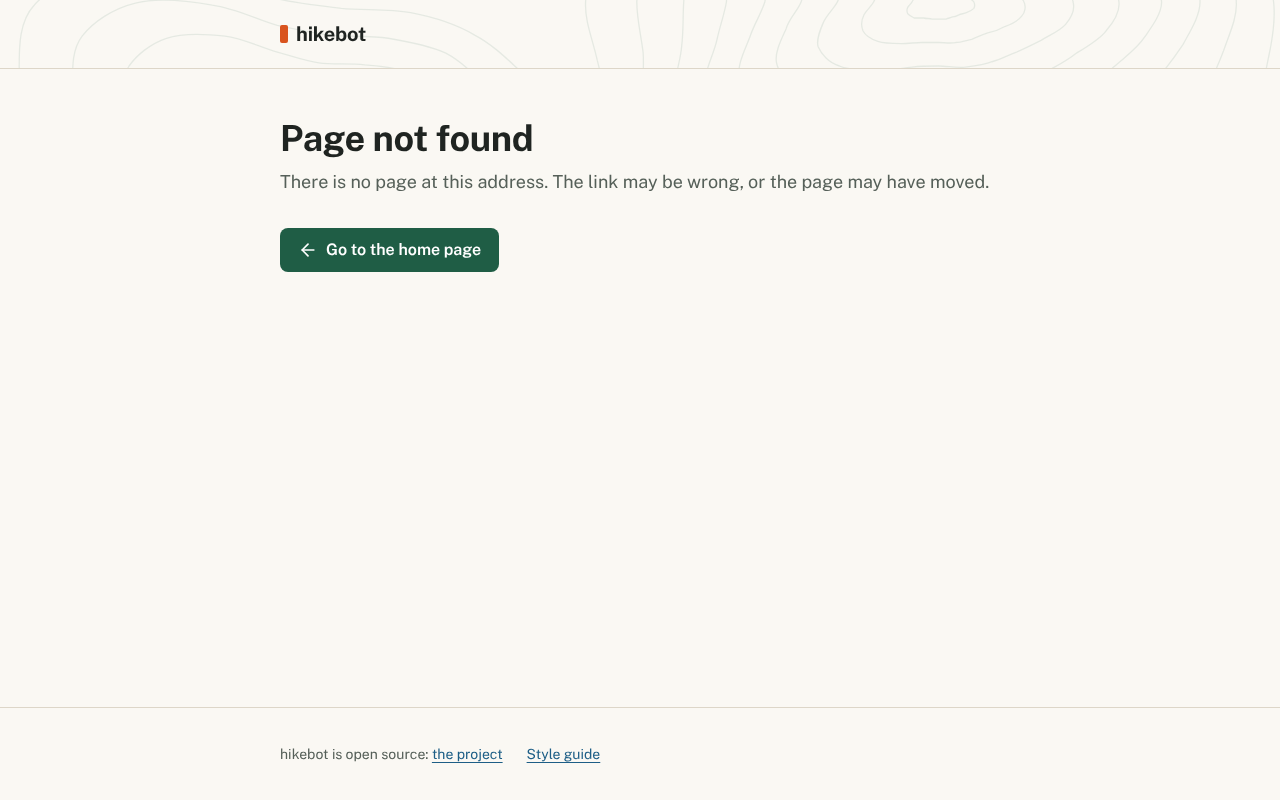 hikebot
Page not found
There is no page at this address. The link may be wrong, or the page may have moved.
Go to the home page
hikebot is open source: the project Style guide